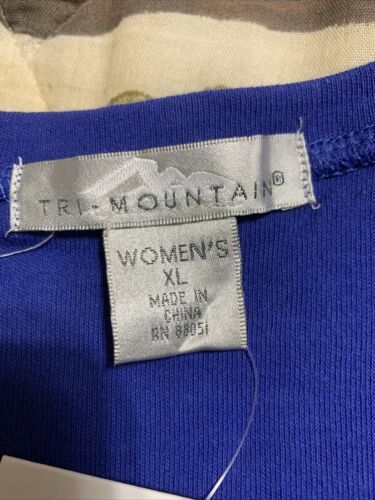 TRI-MOUNTAIN®
WOMEN'S
XL
MADE IN
CHINA
RN 88051